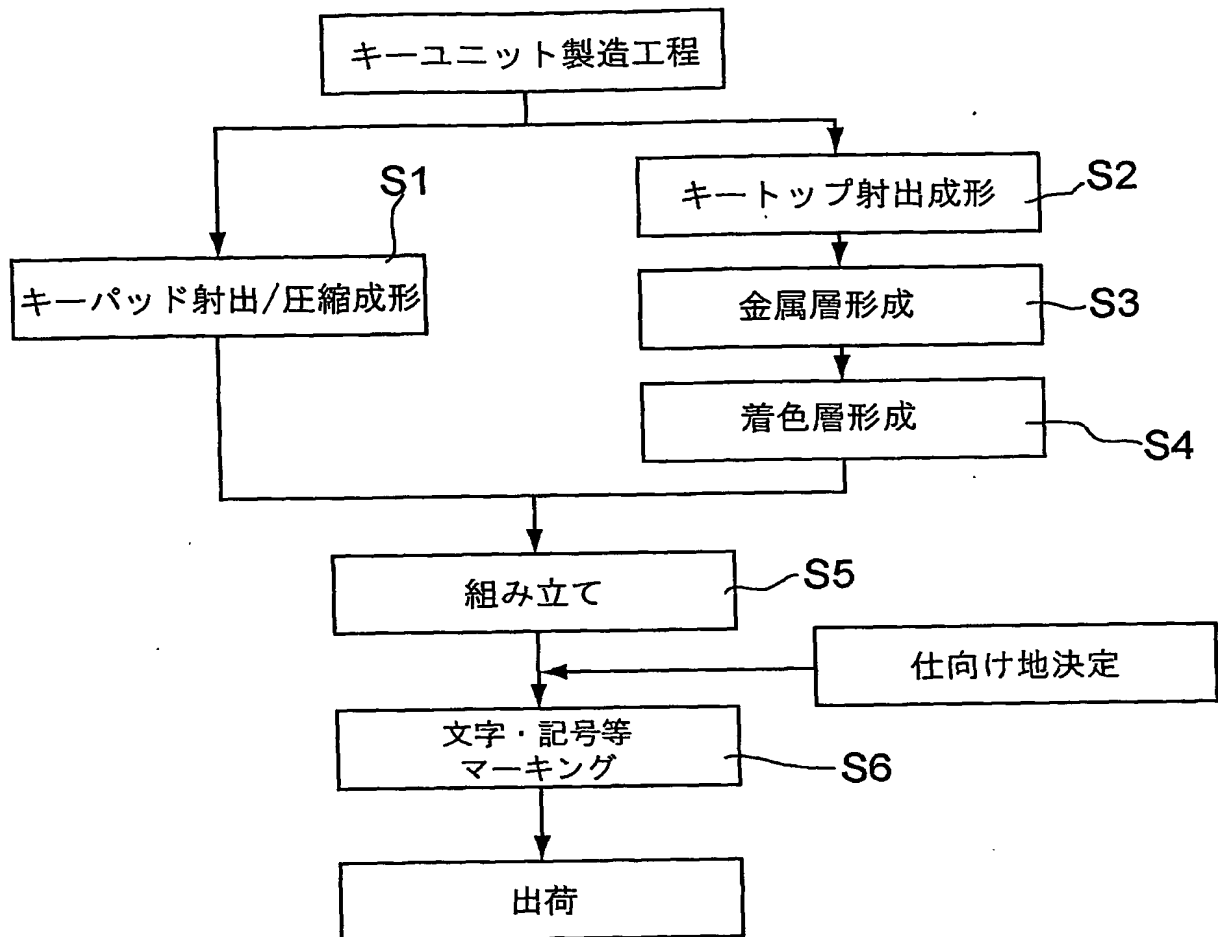 キーユニット製造工程
S1
S2
キートップ射出成形
キーパッド射出/圧縮成形
金属層形成
S3
着色層形成
S4
組み立て
S5
仕向け地決定
文字・記号等
マーキング
S6
出荷